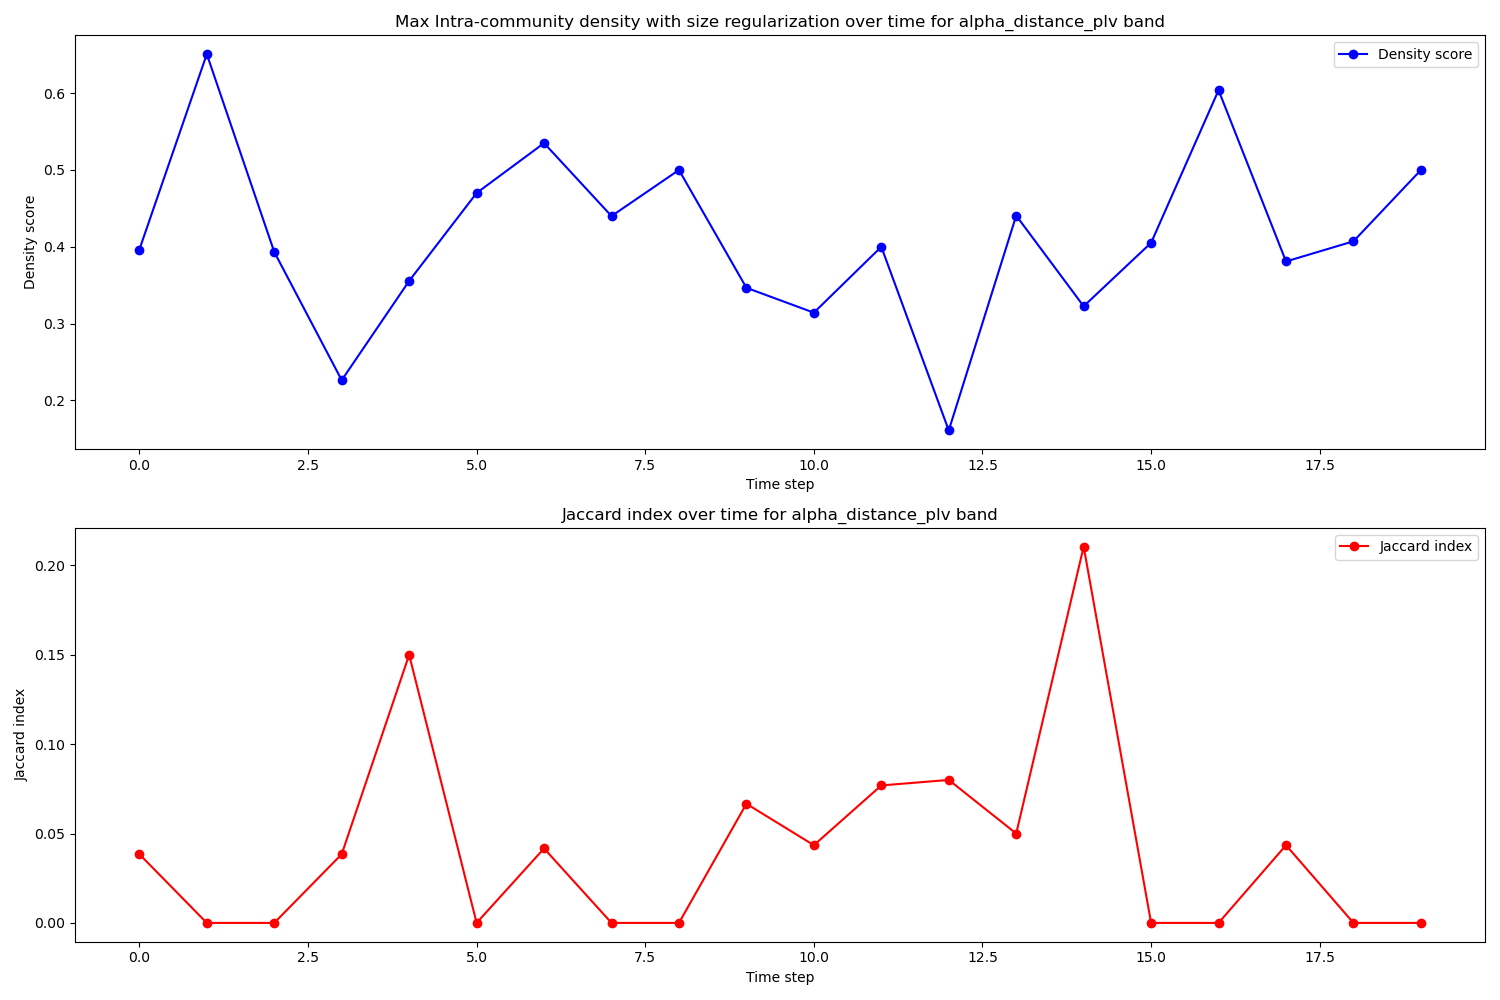 Max Intra-community density with size regularization over time for alpha_distance_plv band
Density score
Density score
0.6
0.5
0.4
0.3
0.2
0.0 2.5 5.0 7.5 10.0 12.5 15.0 17.5
Time step
Jaccard index over time for alpha_distance_plv band
Jaccard index
Jaccard index
0.20
0.15
0.10
0.05
0.00
0.0 2.5 5.0 7.5 10.0 12.5 15.0 17.5
Time step